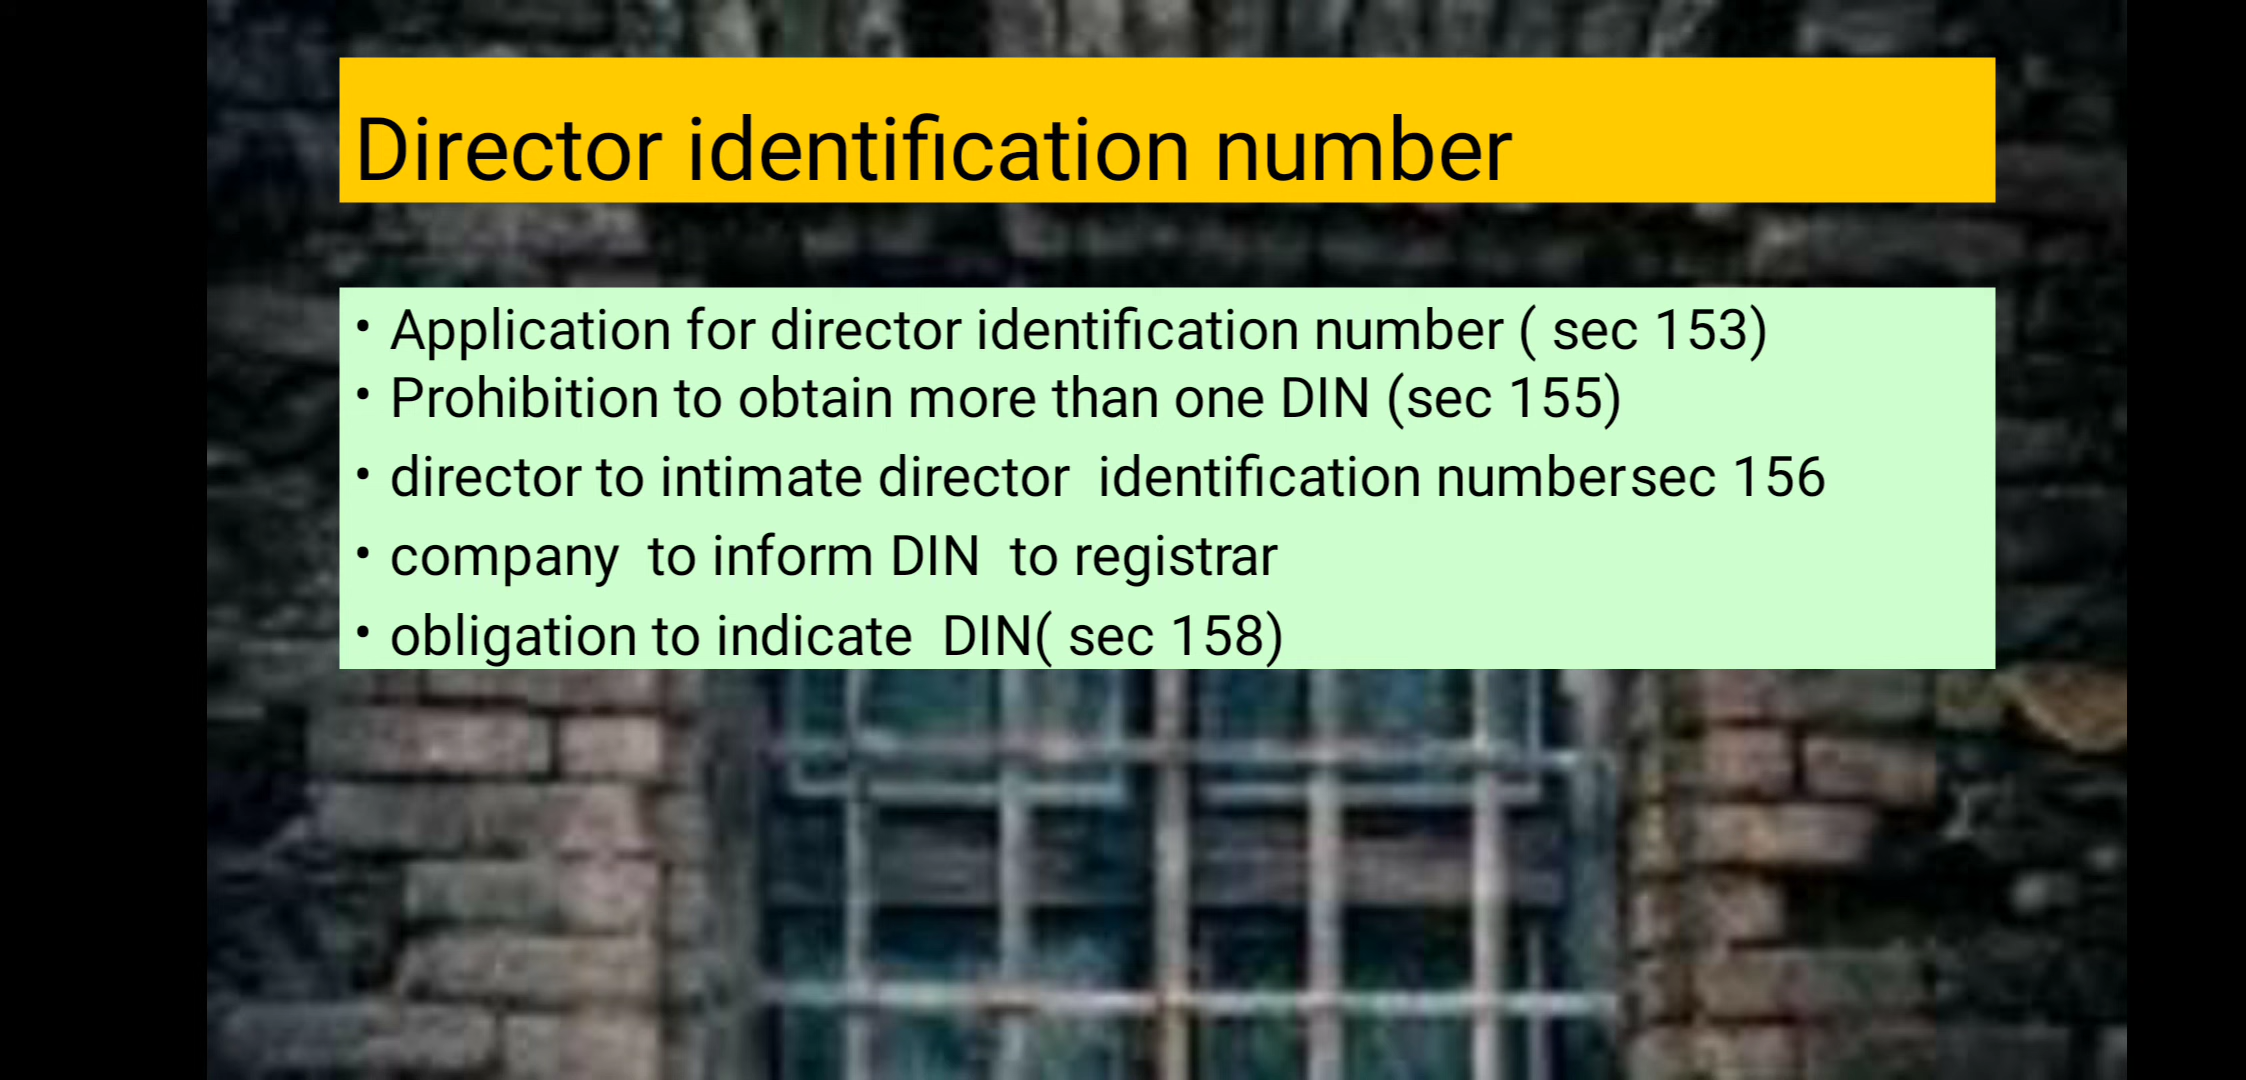 Director identification number
• Application for director identification number ( sec 153)
• Prohibition to obtain more than one DIN (sec 155)
• director to intimate director  identification numbersec 156
• company  to inform DIN  to registrar
• obligation to indicate  DIN( sec 158)